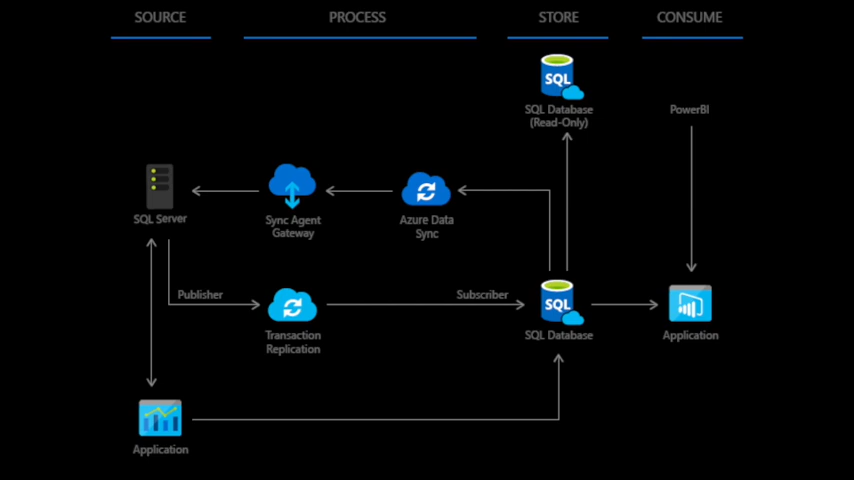 SOURCE
PROCESS
STORE
CONSUME
SQL
SQL Database
(Read-Only)
PowerBI
SQL Server
Sync Agent
Gateway
Azure Data
Sync
Publisher
Subscriber
Transaction
Replication
SQL
SQL Database
Application
Application